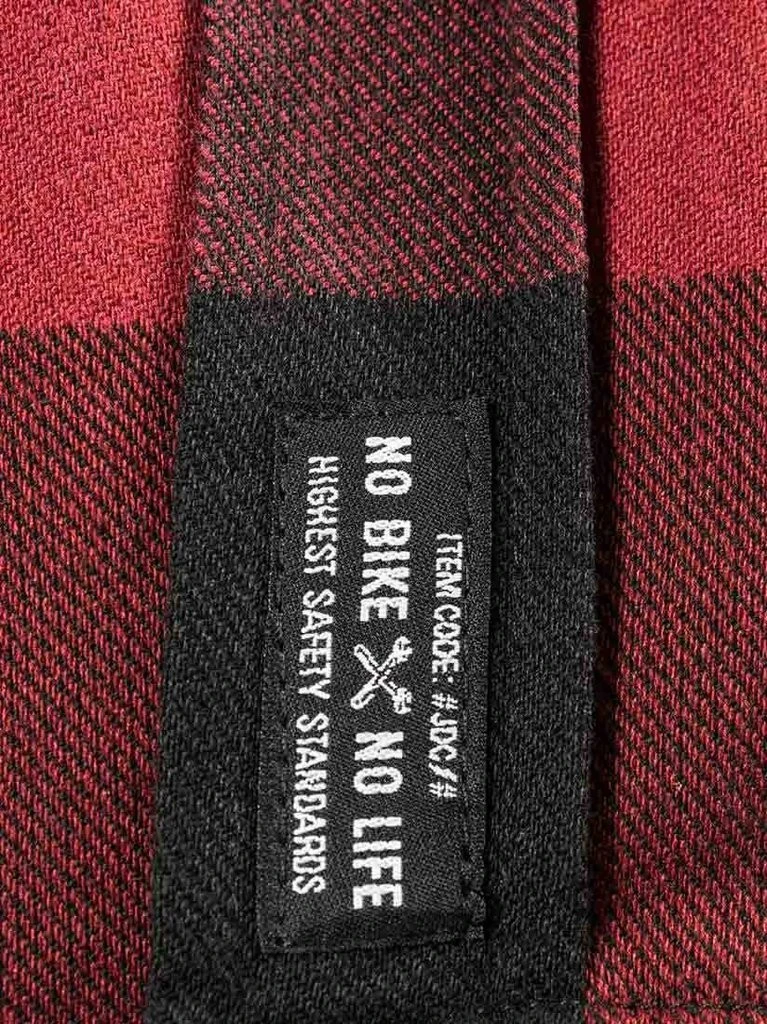 ITEM CODE: #JDC/#
NO BIKE NO LIFE
HIGHEST SAFETY STANDARDS